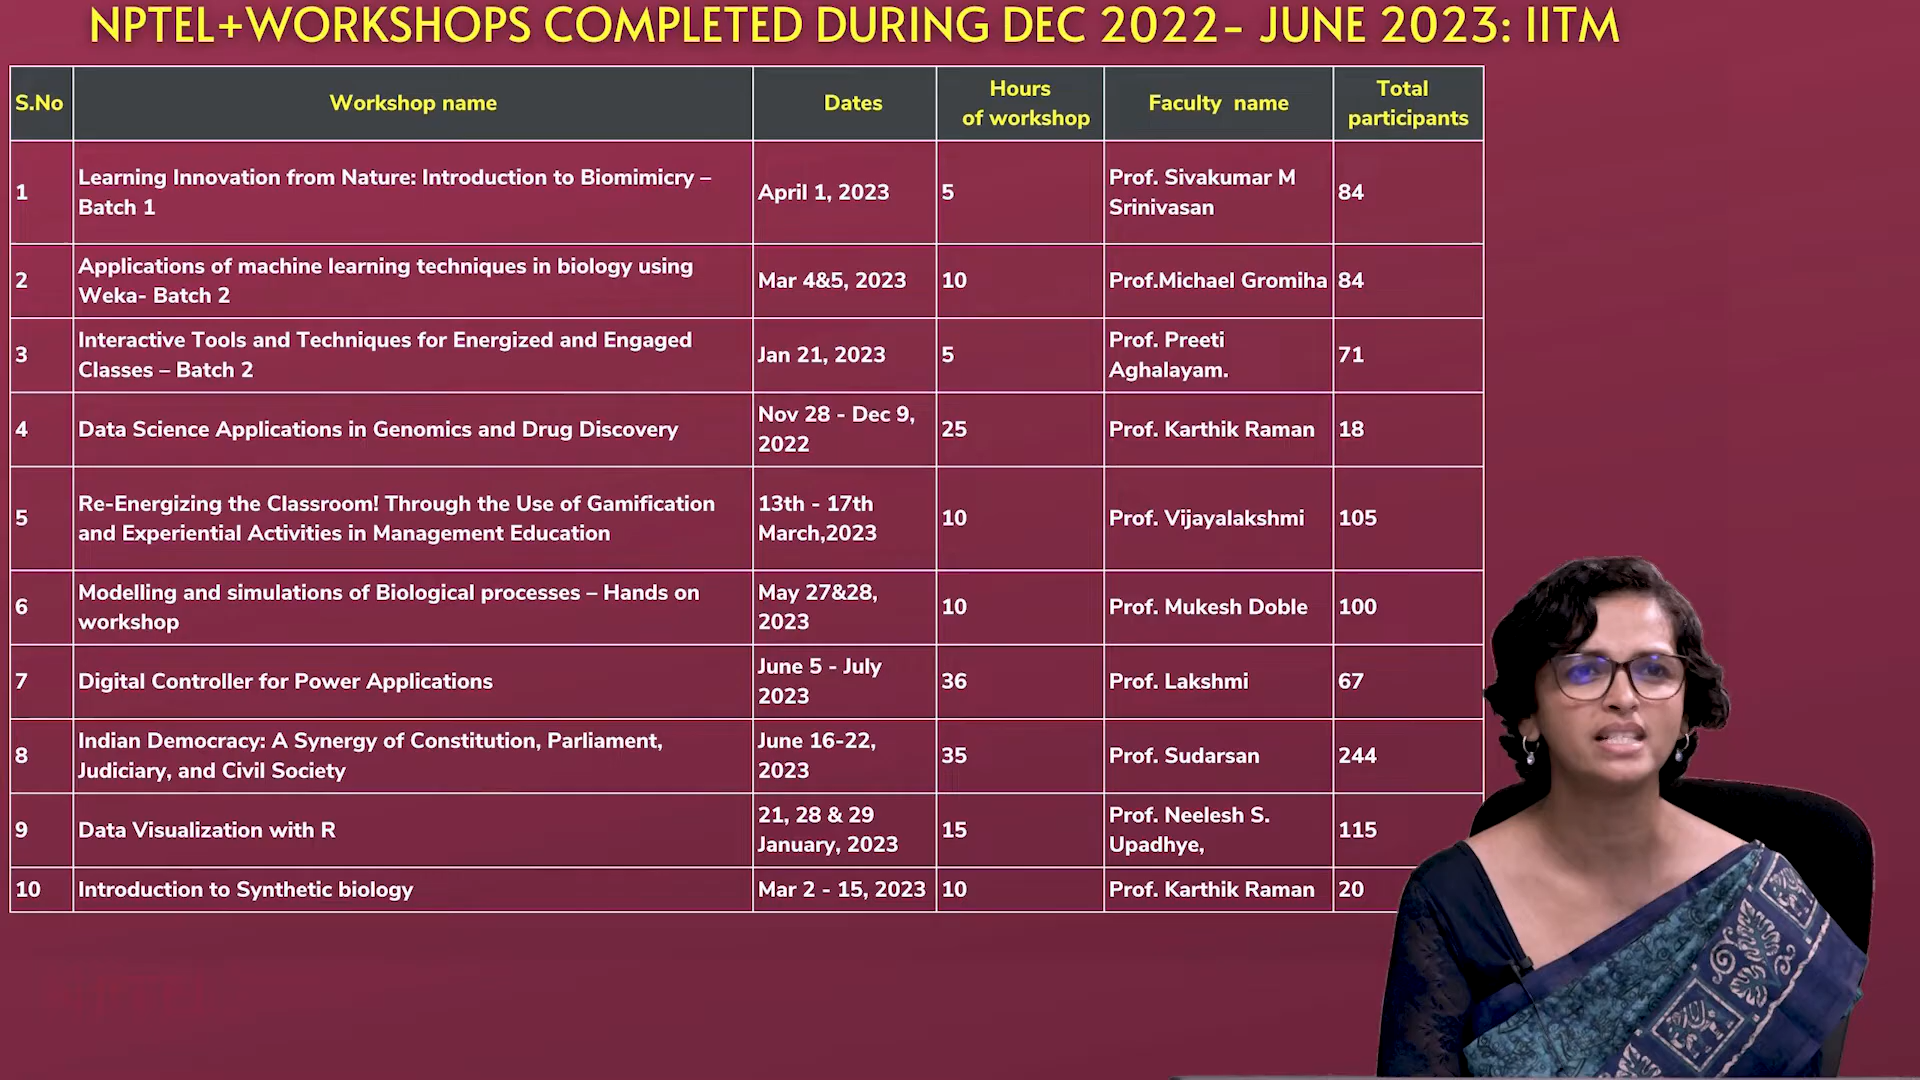 NPTEL+WORKSHOPS COMPLETED DURING DEC 2022- JUNE 2023: IITM
S.No Workshop name Dates Hours of workshop Faculty name Total participants
1 Learning Innovation from Nature: Introduction to Biomimicry –
Batch 1 April 1, 2023 5 Prof. Sivakumar M
Srinivasan 84
2 Applications of machine learning techniques in biology using
Weka- Batch 2 Mar 4&5, 2023 10 Prof.Michael Gromiha 84
3 Interactive Tools and Techniques for Energized and Engaged
Classes – Batch 2 Jan 21, 2023 5 Prof. Preeti
Aghalayam. 71
4 Data Science Applications in Genomics and Drug Discovery Nov 28 - Dec 9,
2022 25 Prof. Karthik Raman 18
5 Re-Energizing the Classroom! Through the Use of Gamification
and Experiential Activities in Management Education 13th - 17th
March,2023 10 Prof. Vijayalakshmi 105
6 Modelling and simulations of Biological processes – Hands on
workshop May 27&28,
2023 10 Prof. Mukesh Doble 100
7 Digital Controller for Power Applications June 5 - July
2023 36 Prof. Lakshmi 67
8 Indian Democracy: A Synergy of Constitution, Parliament,
Judiciary, and Civil Society June 16-22,
2023 35 Prof. Sudarsan 244
9 Data Visualization with R 21, 28 & 29
January, 2023 15 Prof. Neelesh S.
Upadhye, 115
10 Introduction to Synthetic biology Mar 2 - 15, 2023 10 Prof. Karthik Raman 20
NPTEL